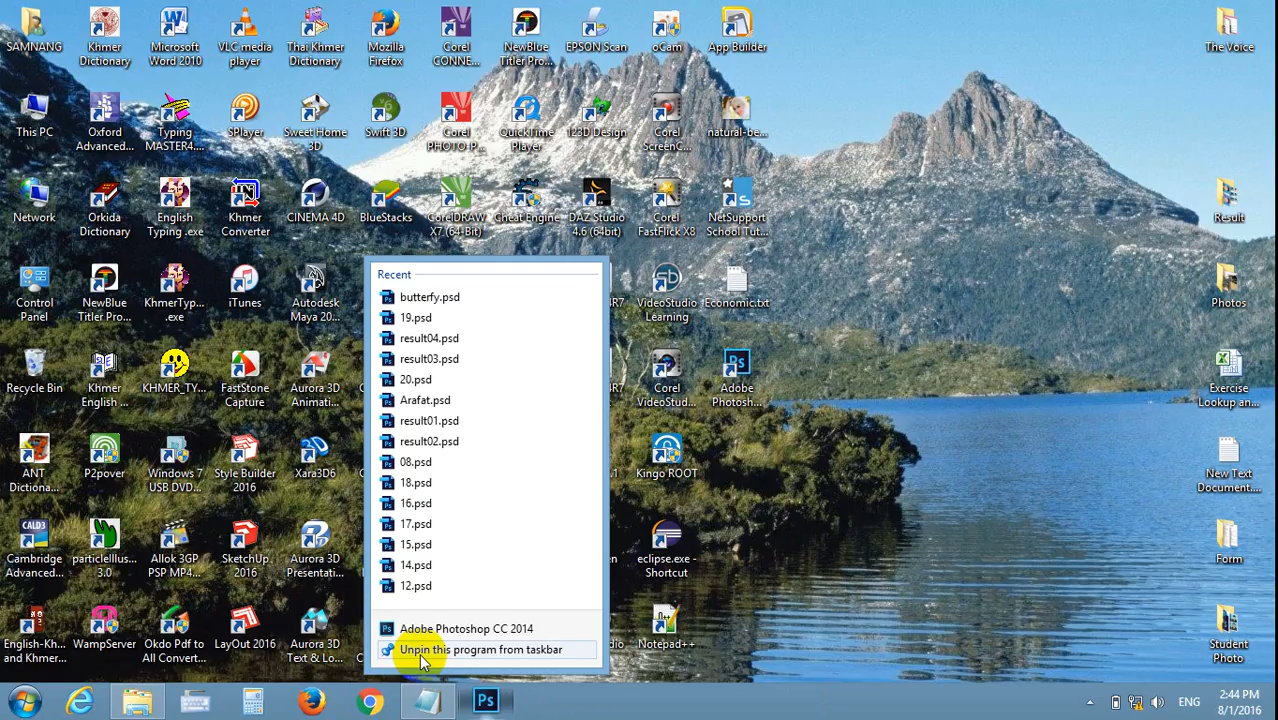 SAMNANG
Khmer
Dictionary
Microsoft
Word 2010
VLC media
player
Thai Khmer
Dictionary
Mozilla
Firefox
Corel
CONNE...
NewBlue
Titler Pro...
EPSON Scan
oCam
App Builder
The Voice
This PC
Oxford
Advanced...
Typing
MASTER4....
SPlayer
Sweet Home
3D
Swift 3D
Corel
PHOTO-P...
QuickTime
Player
123D Design
Corel
ScreenC...
natural-be...
Network
Orkida
Dictionary
English
Typing .exe
Khmer
Converter
CINEMA 4D
BlueStacks
CorelDRAW
X7 (64-Bit)
Cheat Engine
DAZ Studio
4.6 (64bit)
Corel
FastFlick X8
NetSupport
School Tut...
Result
Control
Panel
NewBlue
Titler Pro...
KhmerTyp...
.exe
iTunes
Autodesk
Maya 20...
VideoStudio
Learning
Economic.txt
Photos
Recycle Bin
Khmer
English ...
KHMER_TY...
FastStone
Capture
Aurora 3D
Animati...
Corel
VideoStud...
Adobe
Photosh...
Exercise
Lookup an...
ANT
Dictiona...
P2pover
Windows 7
USB DVD...
Style Builder
2016
Xara3D6
Kingo ROOT
New Text
Document....
CALD3
Cambridge
Advanced...
particleIllus...
3.0
Allok 3GP
PSP MP4...
SketchUp
2016
Aurora 3D
Presentati...
eclipse.exe -
Shortcut
Form
English-Kh...
and Khmer...
WampServer
Okdo Pdf to
All Convert...
LayOut 2016
Aurora 3D
Text & Lo...
Notepad++
Student
Photo
Recent
butterfy.psd
19.psd
result04.psd
result03.psd
20.psd
Arafat.psd
result01.psd
result02.psd
08.psd
18.psd
16.psd
17.psd
15.psd
14.psd
12.psd
Adobe Photoshop CC 2014
Unpin this program from taskbar
Ps
ENG
2:44 PM
8/1/2016